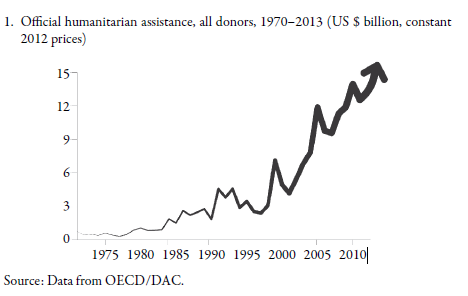 1. Official humanitarian assistance, all donors, 1970–2013 (US $ billion, constant
2012 prices)
15
12
9
6
3
0
1975 1980 1985 1990 1995 2000 2005 2010
Source: Data from OECD/DAC.